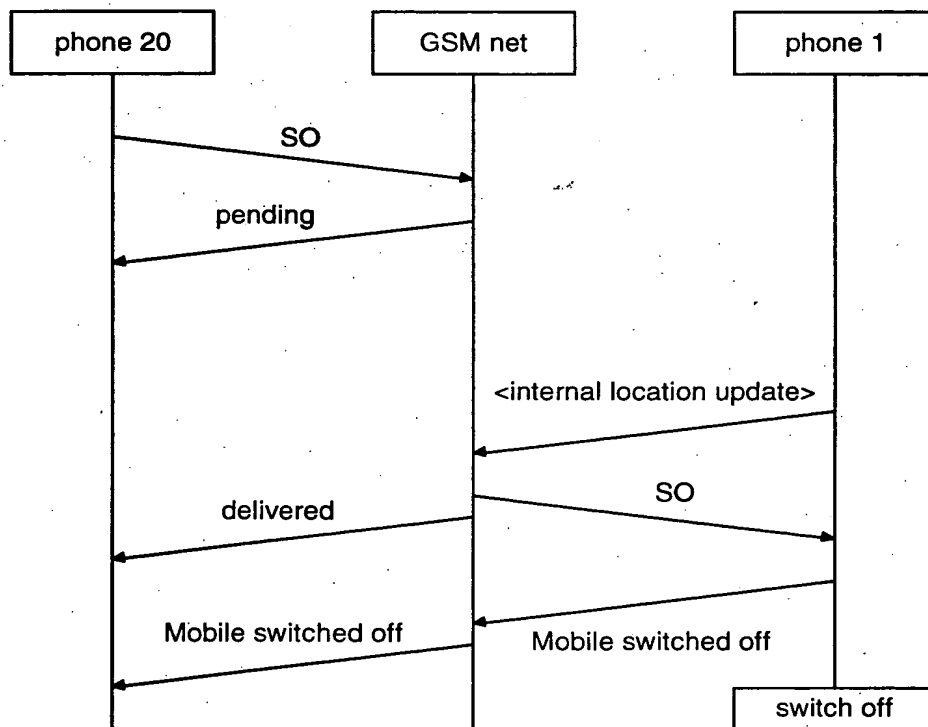 phone 20
GSM net
phone 1
SO
pending
<internal location update>
SO
delivered
Mobile switched off
Mobile switched off
switch off